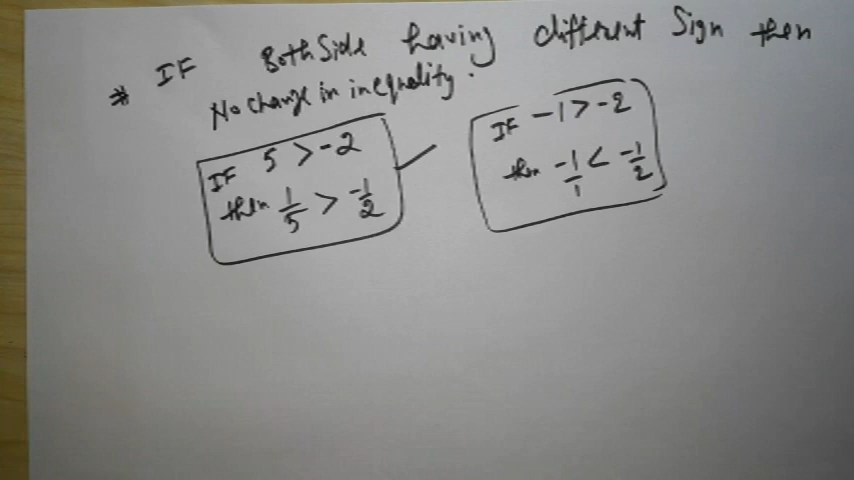 * IF Both Side having different Sign then
No change in inequality.
IF 5 > -2
then 1/5 > -1/2
IF -1 > -2
then -1/1 < -1/2